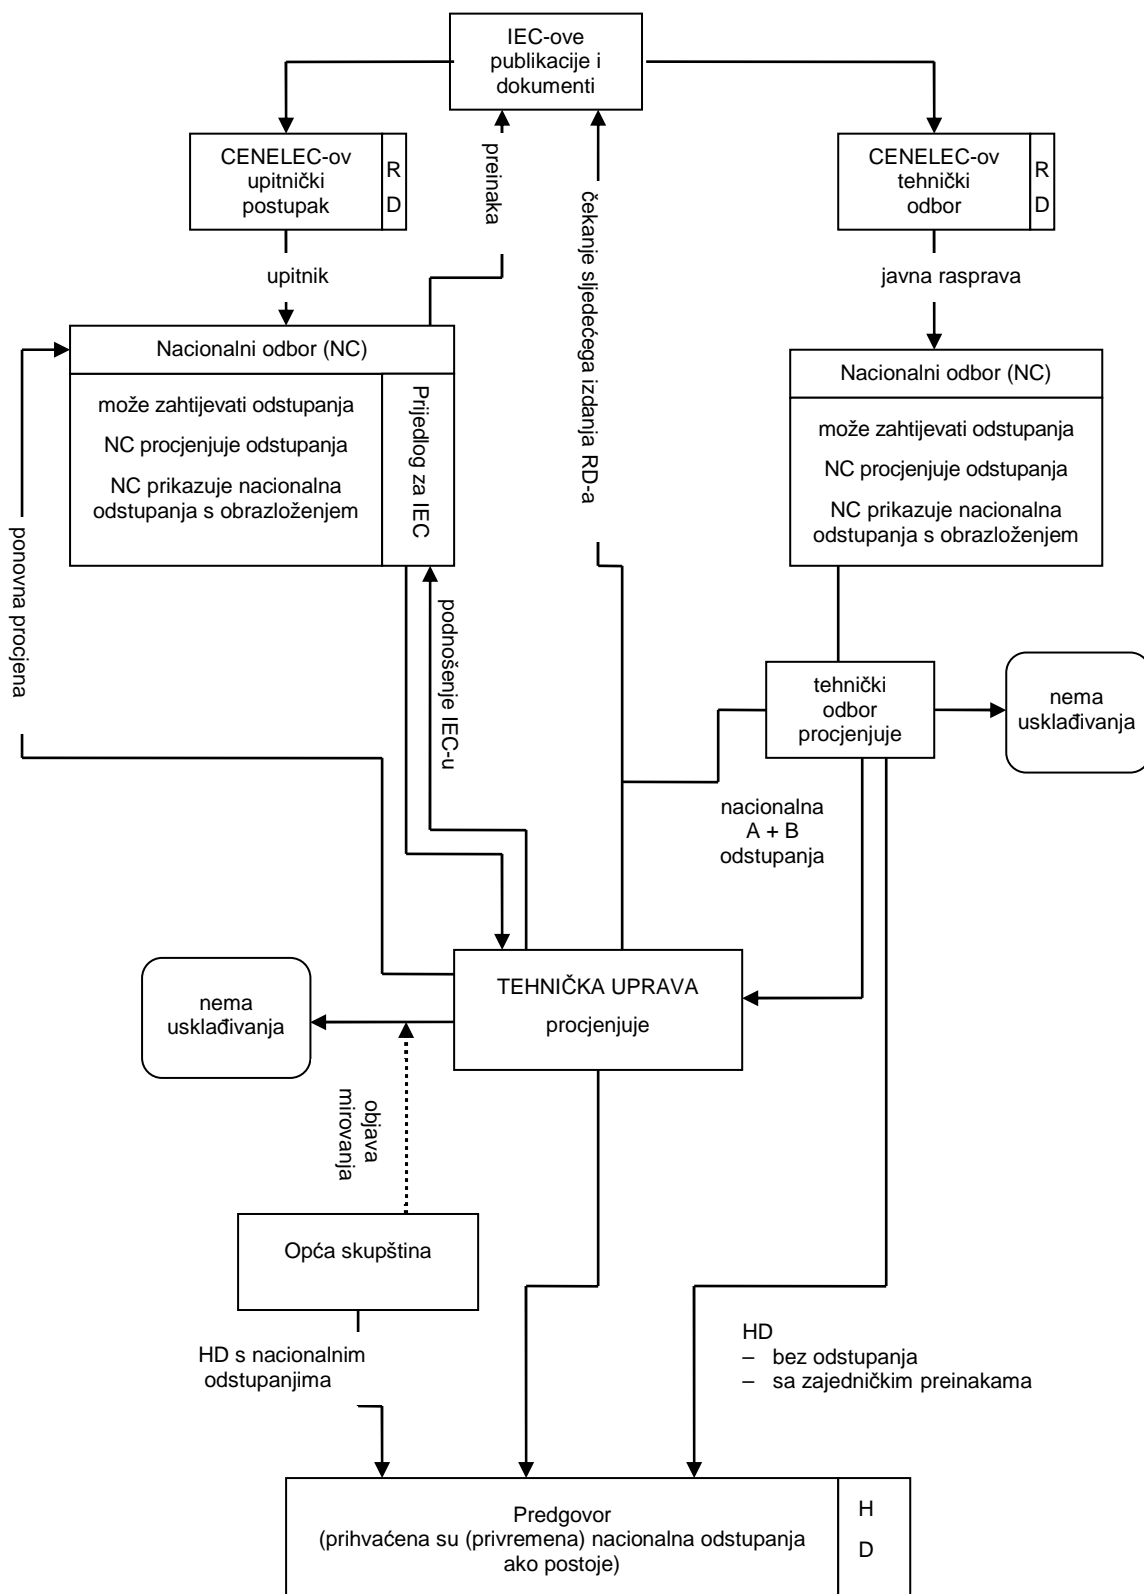 IEC-ove
publikacije i
dokumenti
CENELEC-ov
upitnički
postupak
R
D
preinaka
čekanje sljedećega izdanja RD-a
CENELEC-ov
tehnički
odbor
R
D
upitnik
javna rasprava
Nacionalni odbor (NC)
može zahtijevati odstupanja
NC procjenjuje odstupanja
NC prikazuje nacionalna
odstupanja s obrazloženjem
Prijedlog za IEC
Nacionalni odbor (NC)
može zahtijevati odstupanja
NC procjenjuje odstupanja
NC prikazuje nacionalna
odstupanja s obrazloženjem
ponovna procjena
podnošenje IEC-u
tehnički
odbor
procjenjuje
nema
usklađivanja
nacionalna
A + B
odstupanja
TEHNIČKA UPRAVA
procjenjuje
nema
usklađivanja
objava
mirovanja
Opća skupština
HD s nacionalnim
odstupanjima
HD
– bez odstupanja
– sa zajedničkim preinakama
Predgovor
(prihvaćena su (privremena) nacionalna odstupanja
ako postoje)
H
D